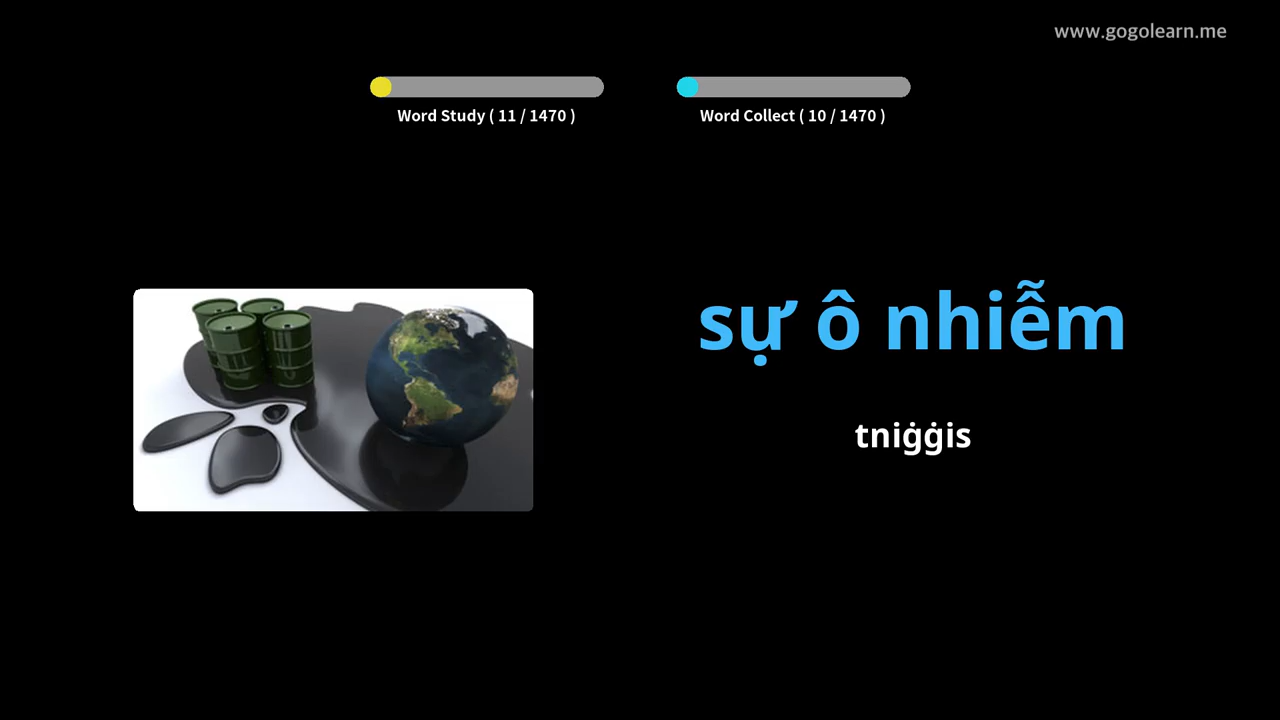 www.gogolearn.me
Word Study ( 11 / 1470 )
Word Collect ( 10 / 1470 )
sự ô nhiễm
tniġġis